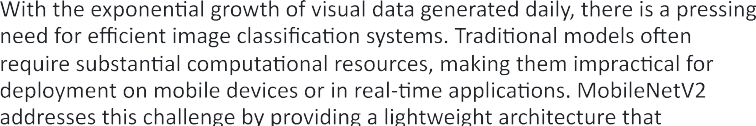 With the exponential growth of visual data generated daily, there is a pressing
need for efficient image classification systems. Traditional models often
require substantial computational resources, making them impractical for
deployment on mobile devices or in real-time applications. MobileNetV2
addresses this challenge by providing a lightweight architecture that